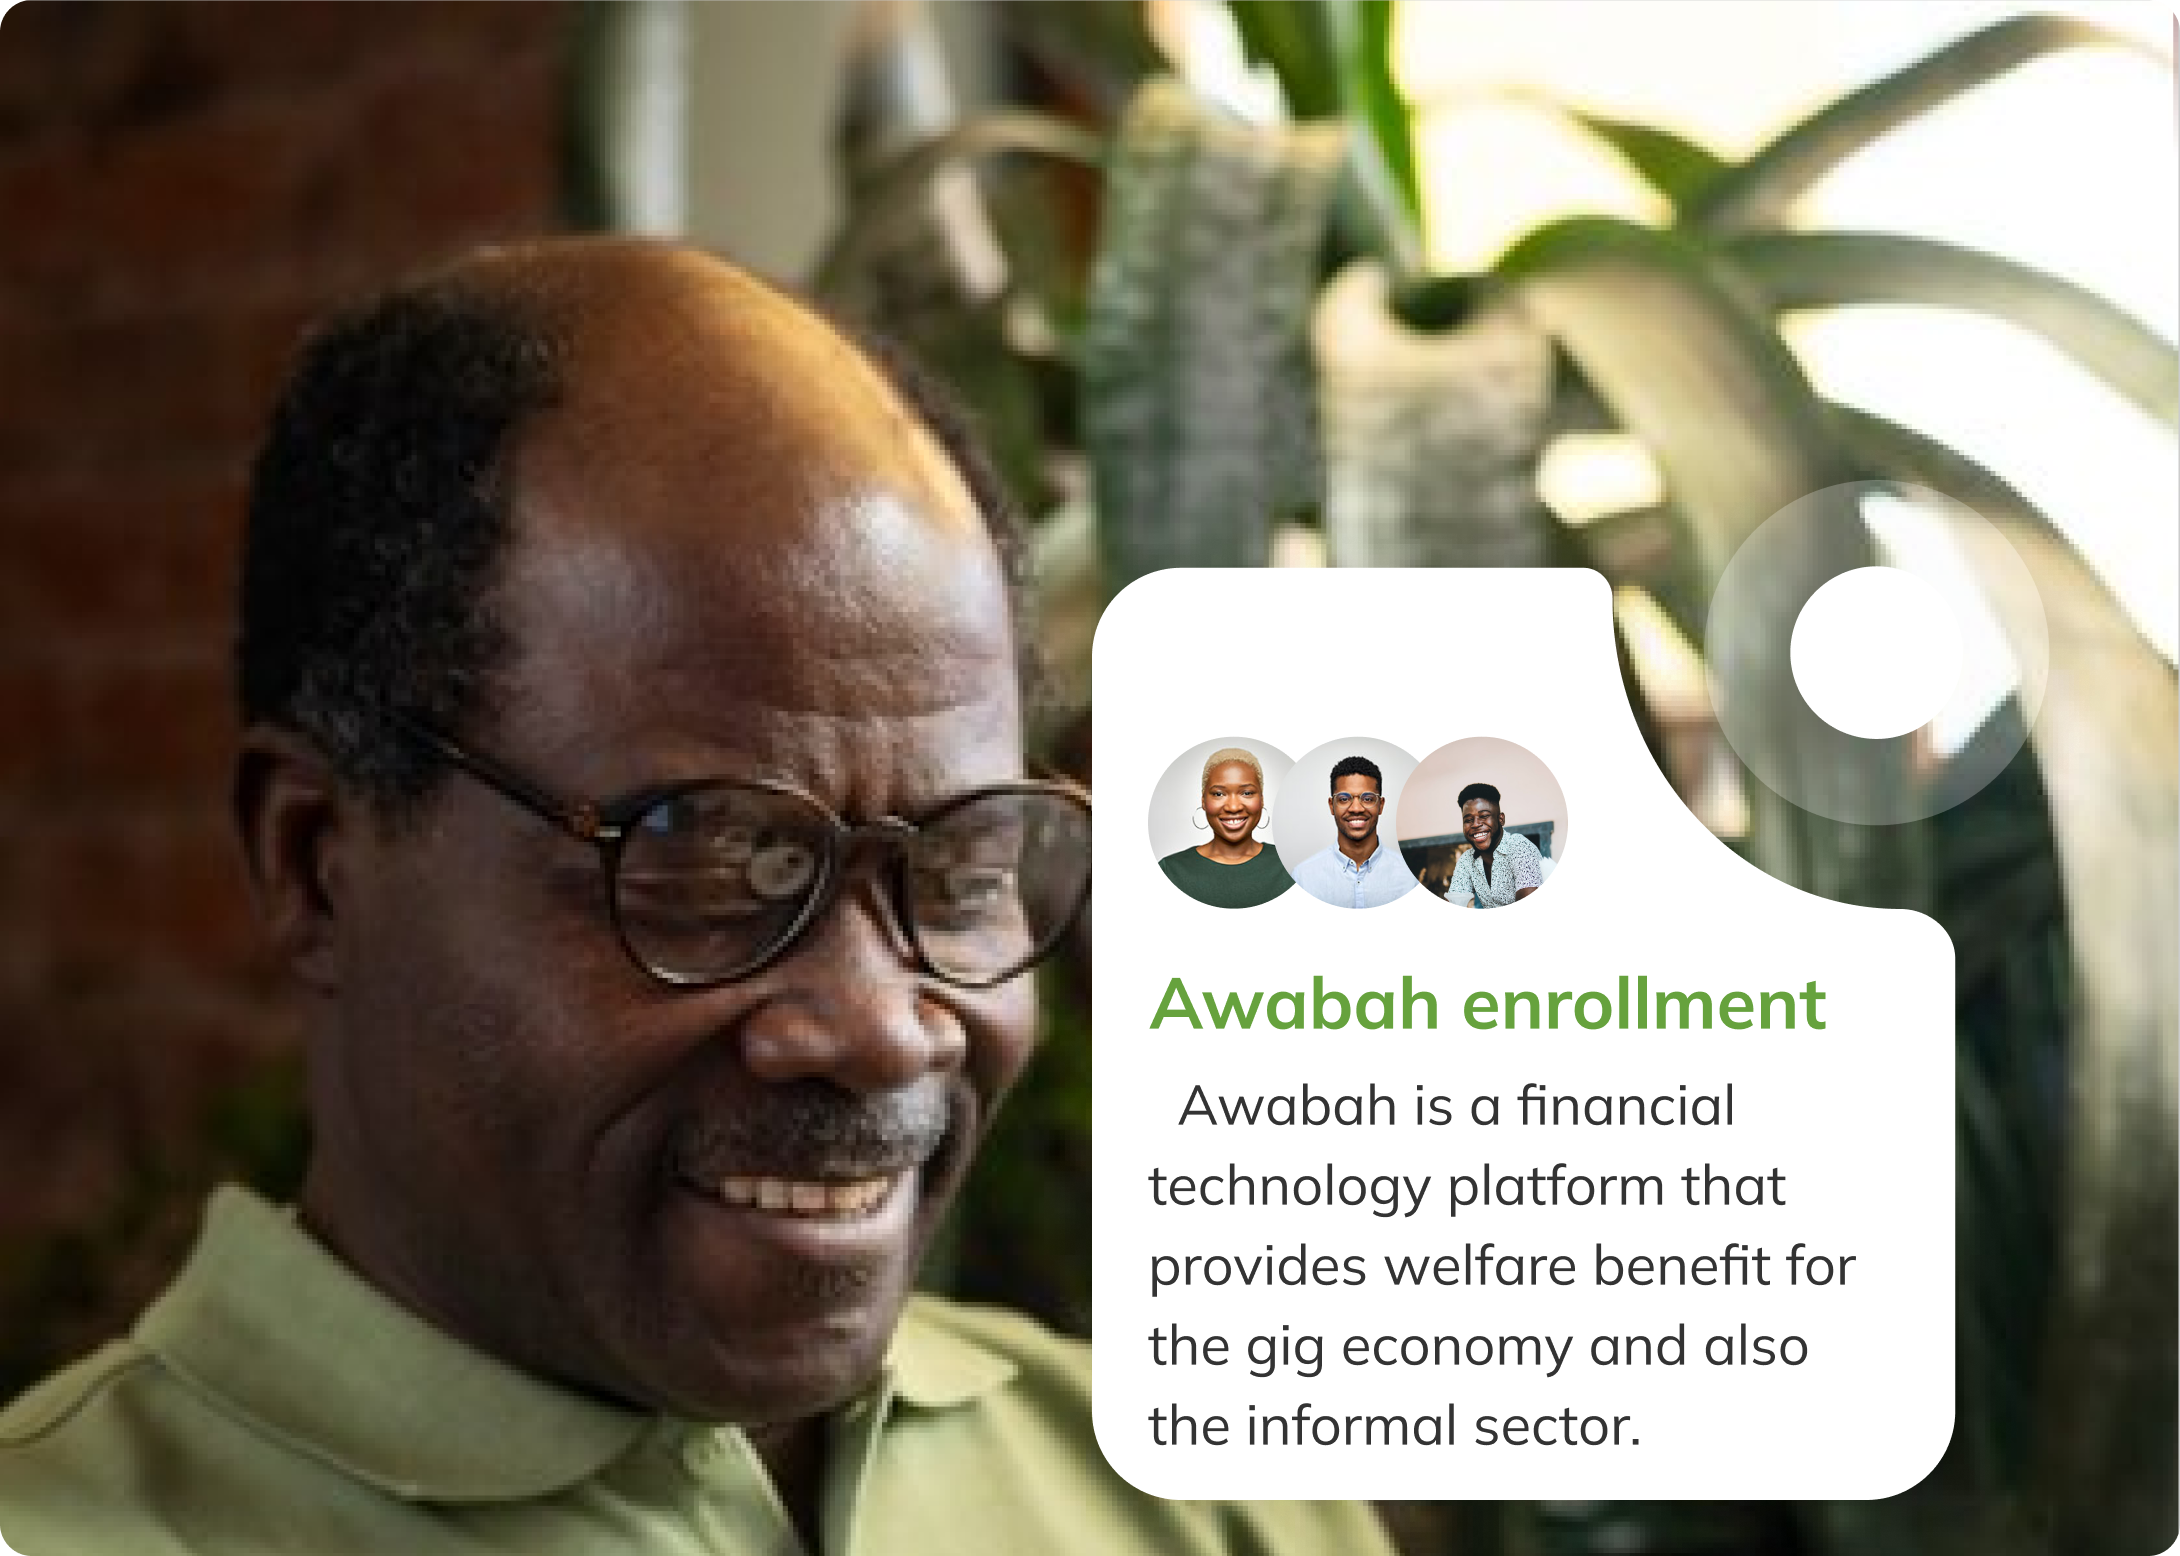 Awabah enrollment
Awabah is a financial
technology platform that
provides welfare benefit for
the gig economy and also
the informal sector.